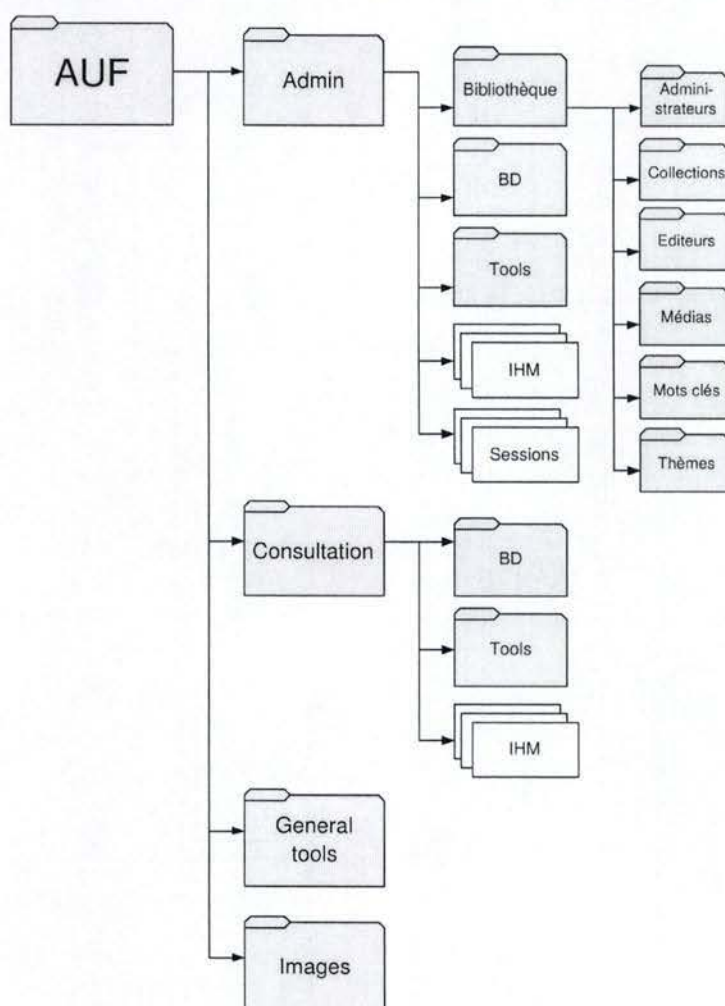 AUF
Admin
Bibliothèque
Admini-
strateurs
Collections
BD
Editeurs
Tools
Médias
IHM
Mots clés
Sessions
Thèmes
Consultation
BD
Tools
IHM
General
tools
Images